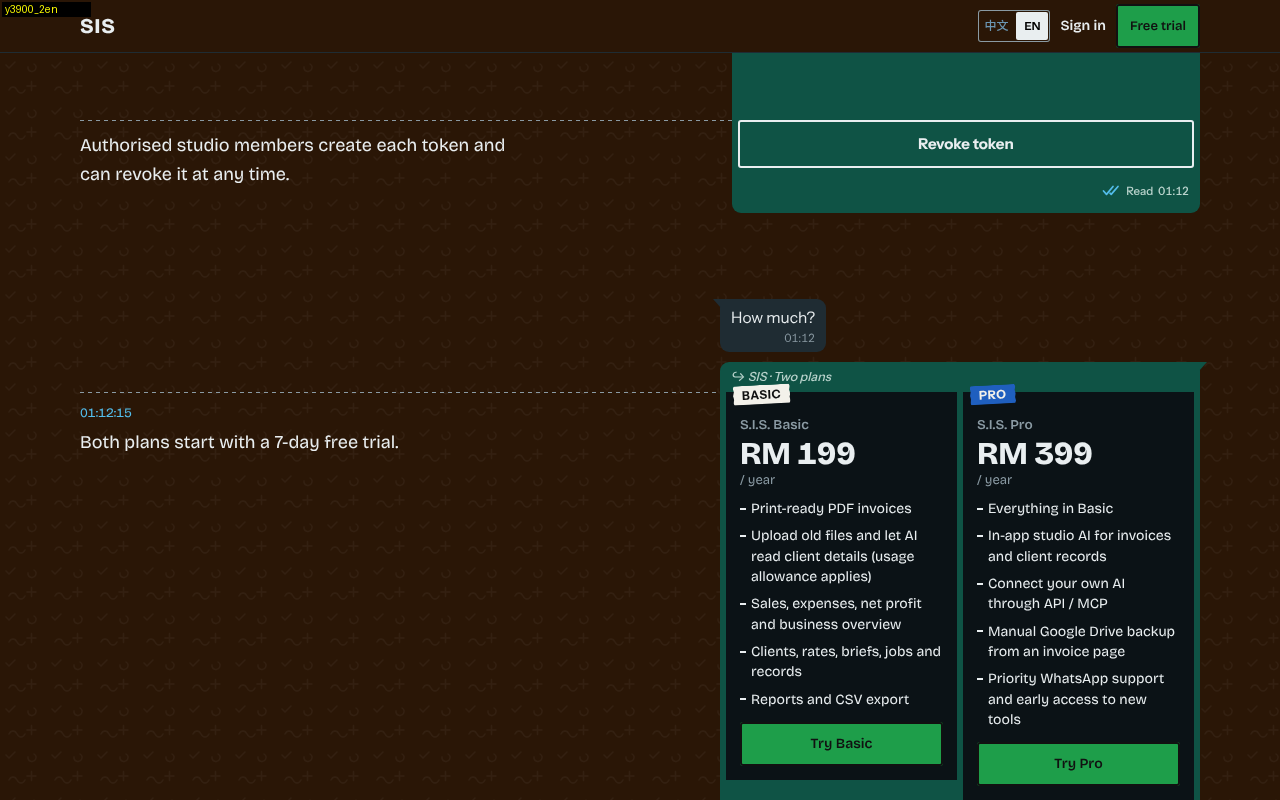 y3900_2en
SIS
中文 EN Sign in Free trial
Authorised studio members create each token and
can revoke it at any time.
Revoke token
Read 01:12
How much?
01:12
↪ SIS · Two plans
01:12:15
Both plans start with a 7-day free trial.
BASIC
S.I.S. Basic
RM 199
/ year
– Print-ready PDF invoices
– Upload old files and let AI
read client details (usage
allowance applies)
– Sales, expenses, net profit
and business overview
– Clients, rates, briefs, jobs and
records
– Reports and CSV export
Try Basic
PRO
S.I.S. Pro
RM 399
/ year
– Everything in Basic
– In-app studio AI for invoices
and client records
– Connect your own AI
through API / MCP
– Manual Google Drive backup
from an invoice page
– Priority WhatsApp support
and early access to new
tools
Try Pro